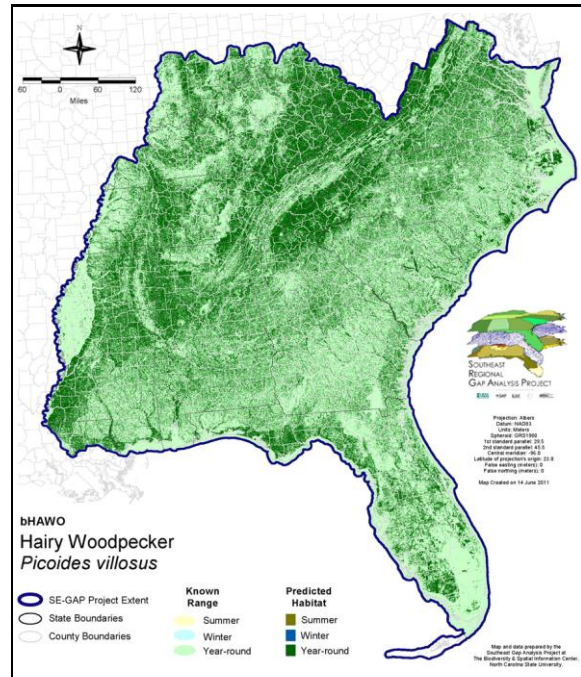 N
60 0 60 120
Miles
SOUTHEAST
REGIONAL
GAP ANALYSIS PROJECT
Projection: Albers
Datum: NAD83
Units: Meters
Spheroid: GRS1980
1st standard parallel: 29.5
2nd standard parallel: 45.5
Central meridian: -96.0
Latitude of projection's origin: 23.0
False easting (meters): 0
False northing (meters): 0
Map Created on 14 June 2011
bHAWO
Hairy Woodpecker
Picoides villosus
SE-GAP Project Extent
State Boundaries
County Boundaries
Known
Range
Summer
Winter
Year-round
Predicted
Habitat
Summer
Winter
Year-round
Map and data prepared by the
Southeast Gap Analysis Project at
The Biodiversity & Spatial Information Center,
North Carolina State University.